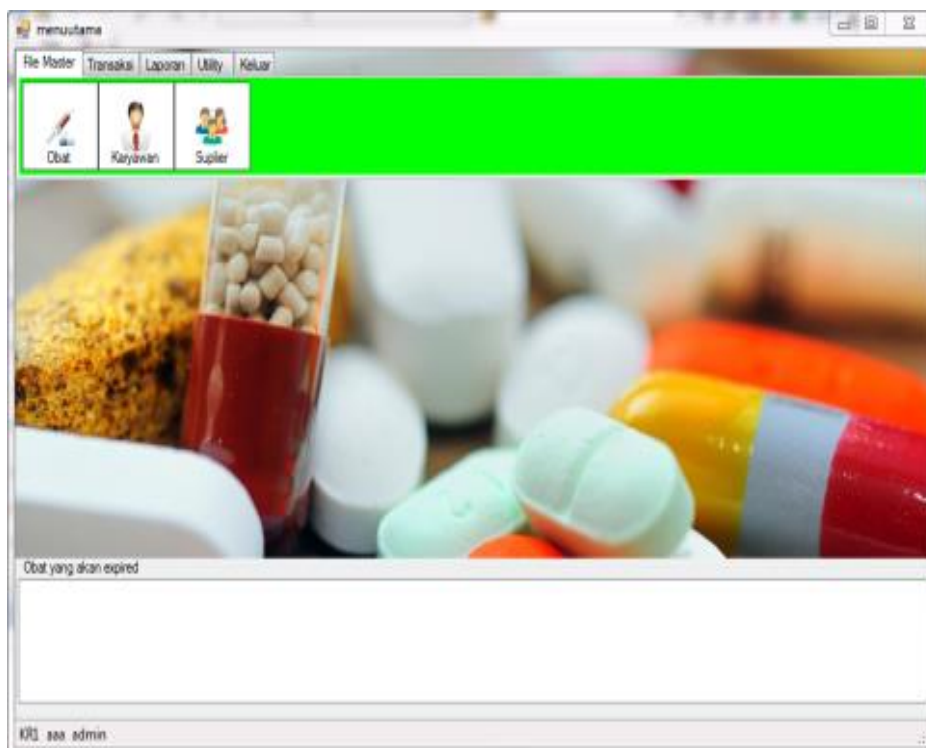 menuutama
File Master Transaksi Laporan Utility Keluar
Obat Karyawan Suplier
Obat yang akan expired
KR1 aaa admin